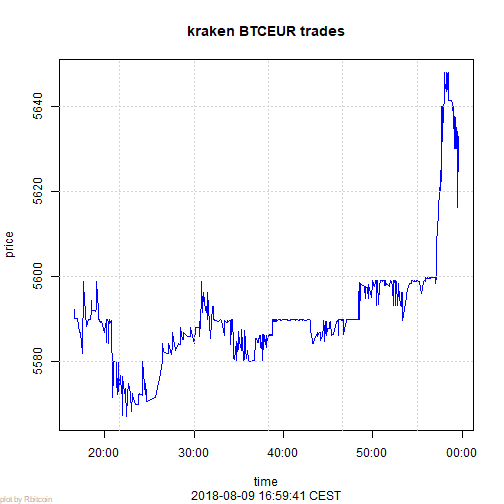 kraken BTCEUR trades
5640
5620
5600
5580
price
20:00 30:00 40:00 50:00 00:00
time
2018-08-09 16:59:41 CEST
plot by Rbitcoin